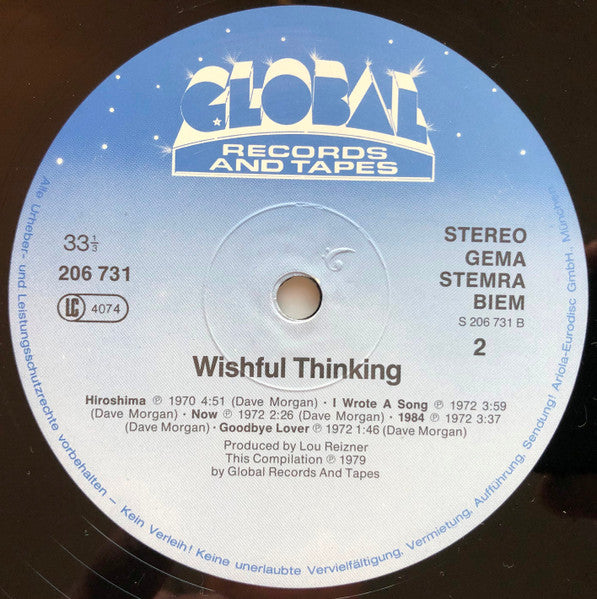 GLOBAL
RECORDS
AND TAPES
33⅓
206 731
LC 4074
STEREO
GEMA
STEMRA
BIEM
S 206 731 B
2
Wishful Thinking
Hiroshima ℗ 1970 4:51 (Dave Morgan) · I Wrote A Song ℗ 1972 3:59
(Dave Morgan) · Now ℗ 1972 2:26 (Dave Morgan) · 1984 ℗ 1972 3:37
(Dave Morgan) · Goodbye Lover ℗ 1972 1:46 (Dave Morgan)
Produced by Lou Reizner
This Compilation ℗ 1979
by Global Records And Tapes
Alle Urheber- und Leistungsschutzrechte vorbehalten – Kein Verleih! Keine unerlaubte Vervielfältigung, Vermietung, Aufführung, Sendung! Ariola-Eurodisc GmbH., München